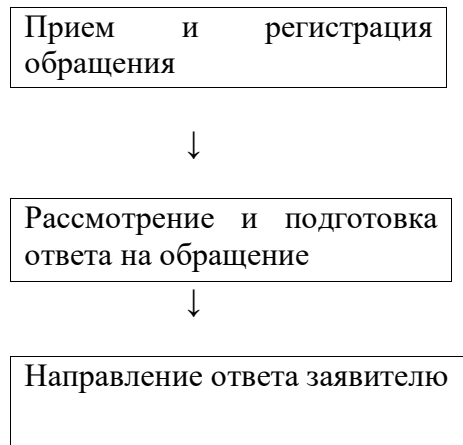 Прием и регистрация
обращения
↓
Рассмотрение и подготовка
ответа на обращение
↓
Направление ответа заявителю